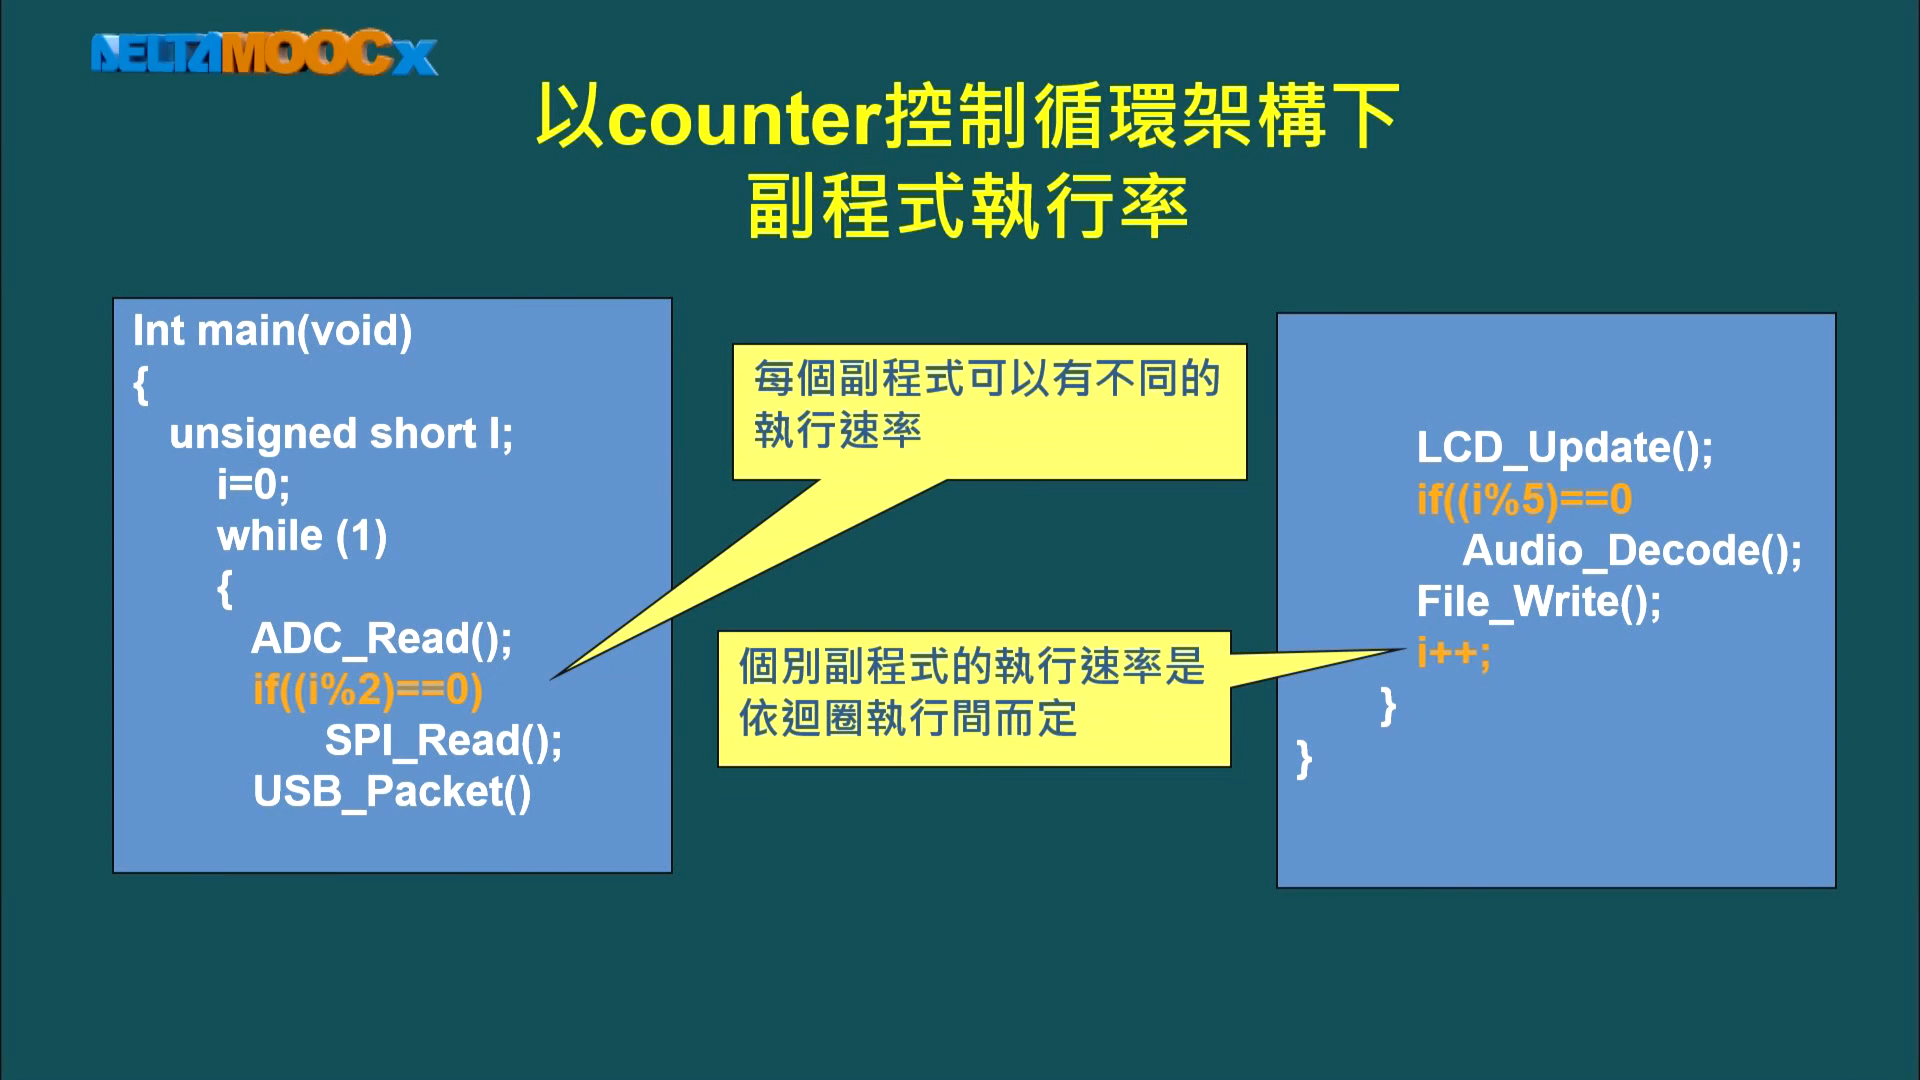 DELTAMOOCx
以counter控制循環架構下
副程式執行率
Int main(void)
{
unsigned short I;
i=0;
while (1)
{
ADC_Read();
if((i%2)==0)
SPI_Read();
USB_Packet()
每個副程式可以有不同的
執行速率
個別副程式的執行速率是
依迴圈執行間而定
LCD_Update();
if((i%5)==0
Audio_Decode();
File_Write();
i++;
}
}